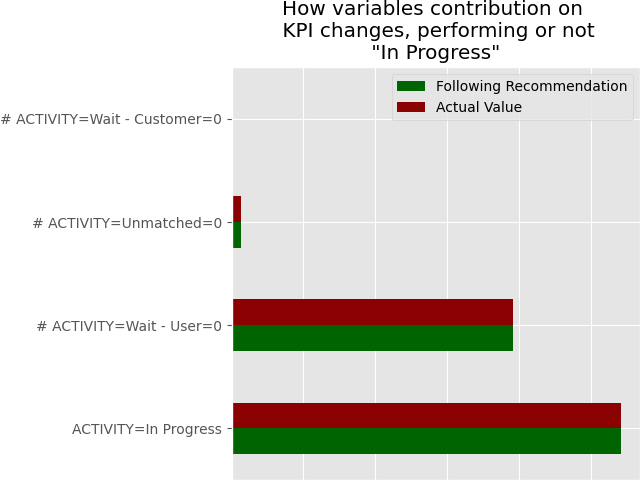 How variables contribution on
KPI changes, performing or not
"In Progress"
Following Recommendation
Actual Value
# ACTIVITY=Wait - Customer=0
# ACTIVITY=Unmatched=0
# ACTIVITY=Wait - User=0
ACTIVITY=In Progress